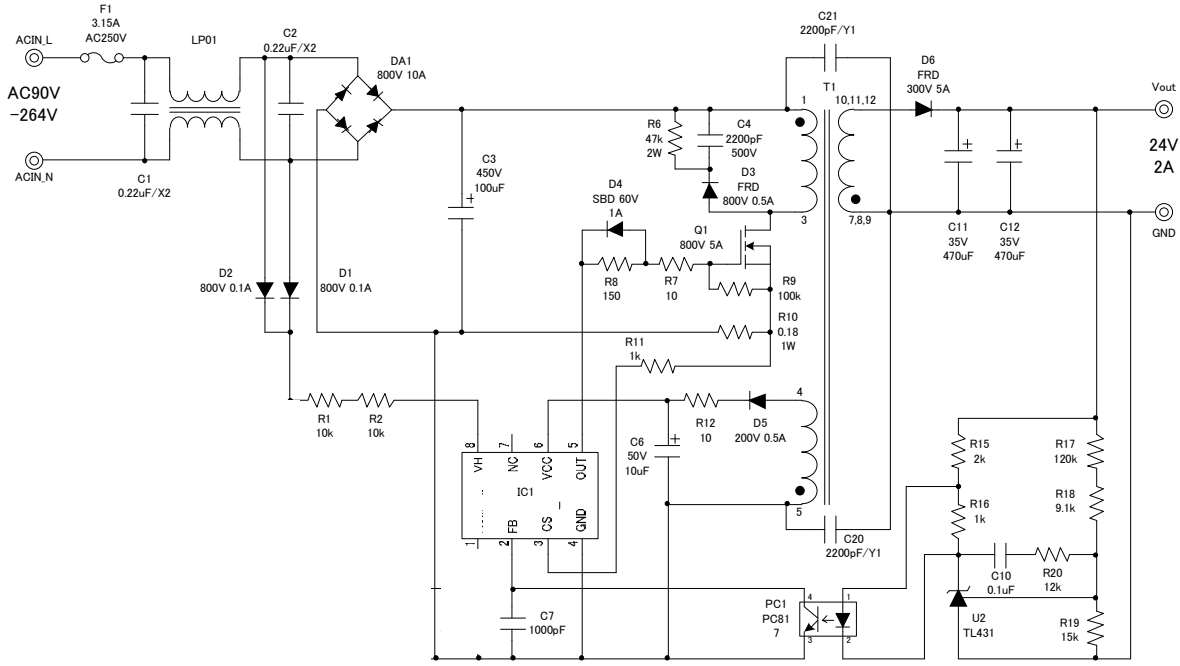 F1
3.15A
AC250V
ACIN_L
LP01
C2
0.22uF/X2
DA1
800V 10A
C21
2200pF/Y1
D6
FRD
300V 5A
Vout
AC90V
-264V
T1
1
10,11,12
24V
2A
R6
47k
2W
C4
2200pF
500V
ACIN_N
C1
0.22uF/X2
C3
450V
100uF
D3
FRD
800V 0.5A
D4
SBD 60V
1A
3
7,8,9
GND
Q1
800V 5A
C11
35V
470uF
C12
35V
470uF
D2
800V 0.1A
D1
800V 0.1A
R8
150
R7
10
R9
100k
R10
0.18
1W
R11
1k
R1
10k
R2
10k
R12
10
D5
200V 0.5A
4
C6
50V
10uF
R15
2k
R17
120k
8
7
6
5
VH
NC
VCC
OUT
IC1
FB
CS
GND
1
2
3
4
5
R16
1k
R18
9.1k
C20
2200pF/Y1
C10
0.1uF
R20
12k
C7
1000pF
PC1
PC81
7
4
1
3
2
U2
TL431
R19
15k